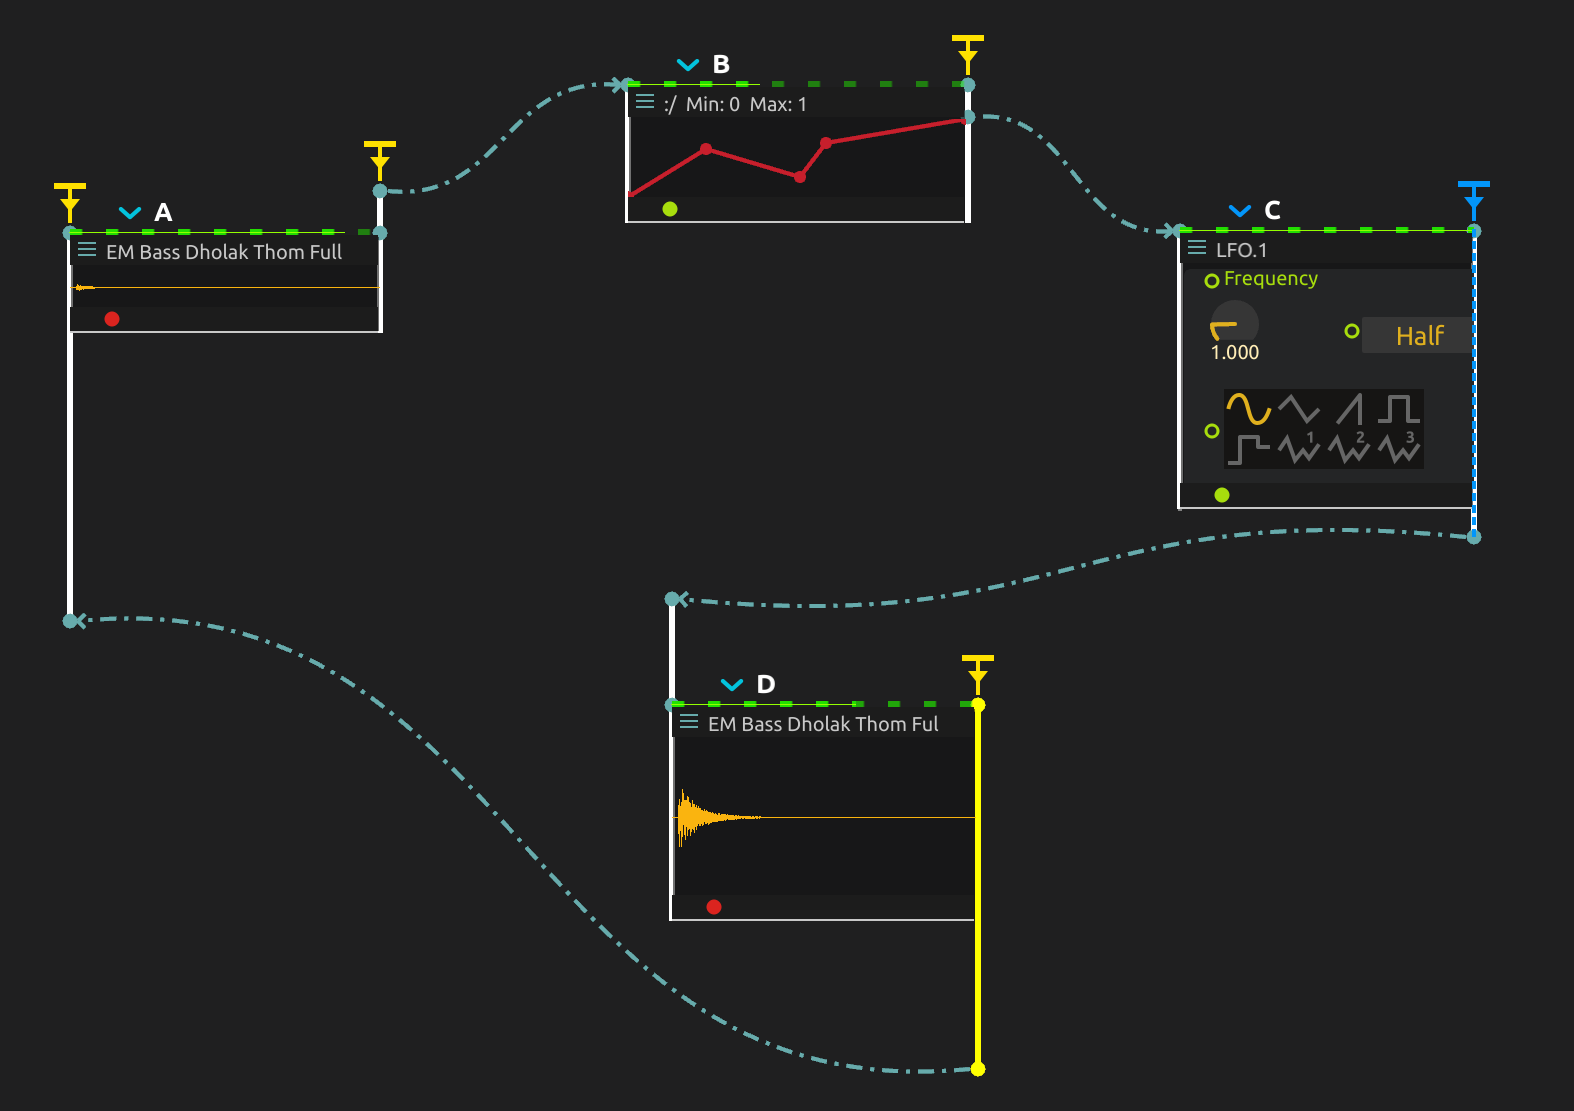 B
:/ Min: 0 Max: 1
A
EM Bass Dholak Thom Full
C
LFO.1
Frequency
1.000
Half
1 2 3
D
EM Bass Dholak Thom Ful